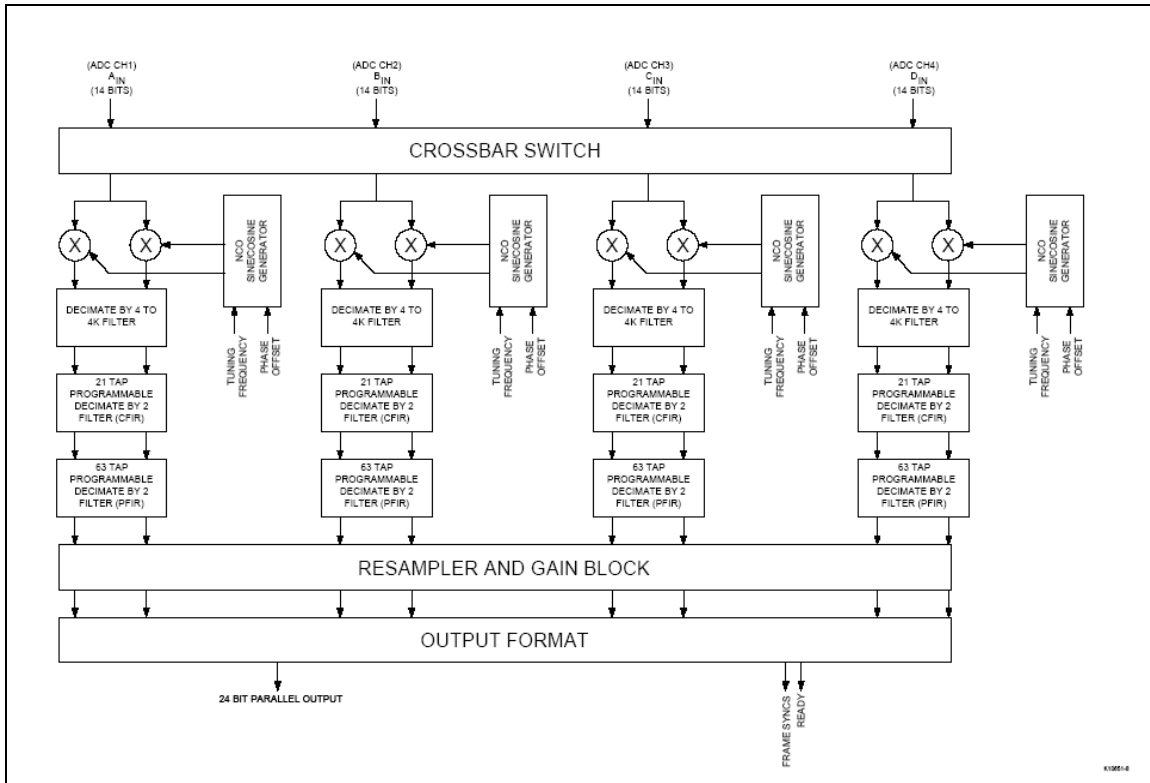 (ADC CH1)
A IN
(14 BITS)
(ADC CH2)
B IN
(14 BITS)
(ADC CH3)
C IN
(14 BITS)
(ADC CH4)
D IN
(14 BITS)
CROSSBAR SWITCH
X
X
NCO
SINE/COSINE
GENERATOR
X
X
NCO
SINE/COSINE
GENERATOR
X
X
NCO
SINE/COSINE
GENERATOR
X
X
NCO
SINE/COSINE
GENERATOR
DECIMATE BY 4 TO
4K FILTER
TUNING
FREQUENCY
PHASE
OFFSET
DECIMATE BY 4 TO
4K FILTER
TUNING
FREQUENCY
PHASE
OFFSET
DECIMATE BY 4 TO
4K FILTER
TUNING
FREQUENCY
PHASE
OFFSET
DECIMATE BY 4 TO
4K FILTER
TUNING
FREQUENCY
PHASE
OFFSET
21 TAP
PROGRAMMABLE
DECIMATE BY 2
FILTER (CFIR)
21 TAP
PROGRAMMABLE
DECIMATE BY 2
FILTER (CFIR)
21 TAP
PROGRAMMABLE
DECIMATE BY 2
FILTER (CFIR)
21 TAP
PROGRAMMABLE
DECIMATE BY 2
FILTER (CFIR)
63 TAP
PROGRAMMABLE
DECIMATE BY 2
FILTER (PFIR)
63 TAP
PROGRAMMABLE
DECIMATE BY 2
FILTER (PFIR)
63 TAP
PROGRAMMABLE
DECIMATE BY 2
FILTER (PFIR)
63 TAP
PROGRAMMABLE
DECIMATE BY 2
FILTER (PFIR)
RESAMPLER AND GAIN BLOCK
OUTPUT FORMAT
24 BIT PARALLEL OUTPUT
FRAME SYNCS
READY